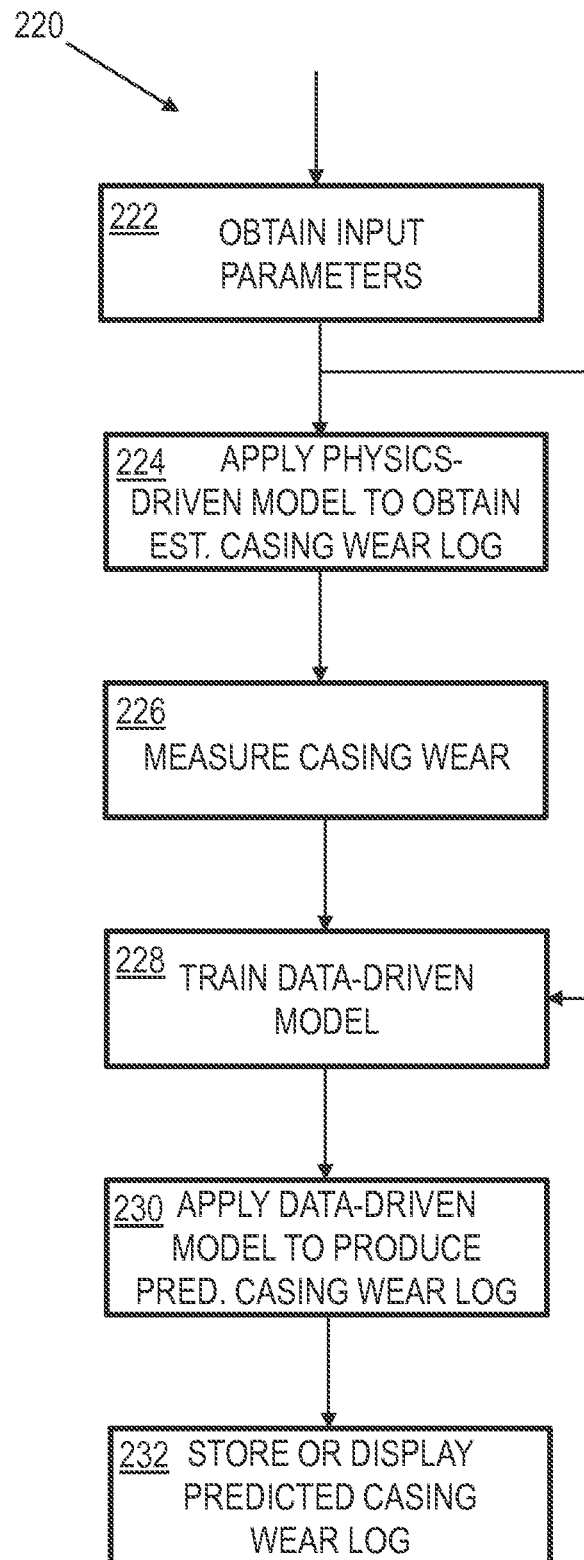 220
222
OBTAIN INPUT
PARAMETERS
224 APPLY PHYSICS-
DRIVEN MODEL TO OBTAIN
EST. CASING WEAR LOG
226
MEASURE CASING WEAR
228 TRAIN DATA-DRIVEN
MODEL
230 APPLY DATA-DRIVEN
MODEL TO PRODUCE
PRED. CASING WEAR LOG
232 STORE OR DISPLAY
PREDICTED CASING
WEAR LOG